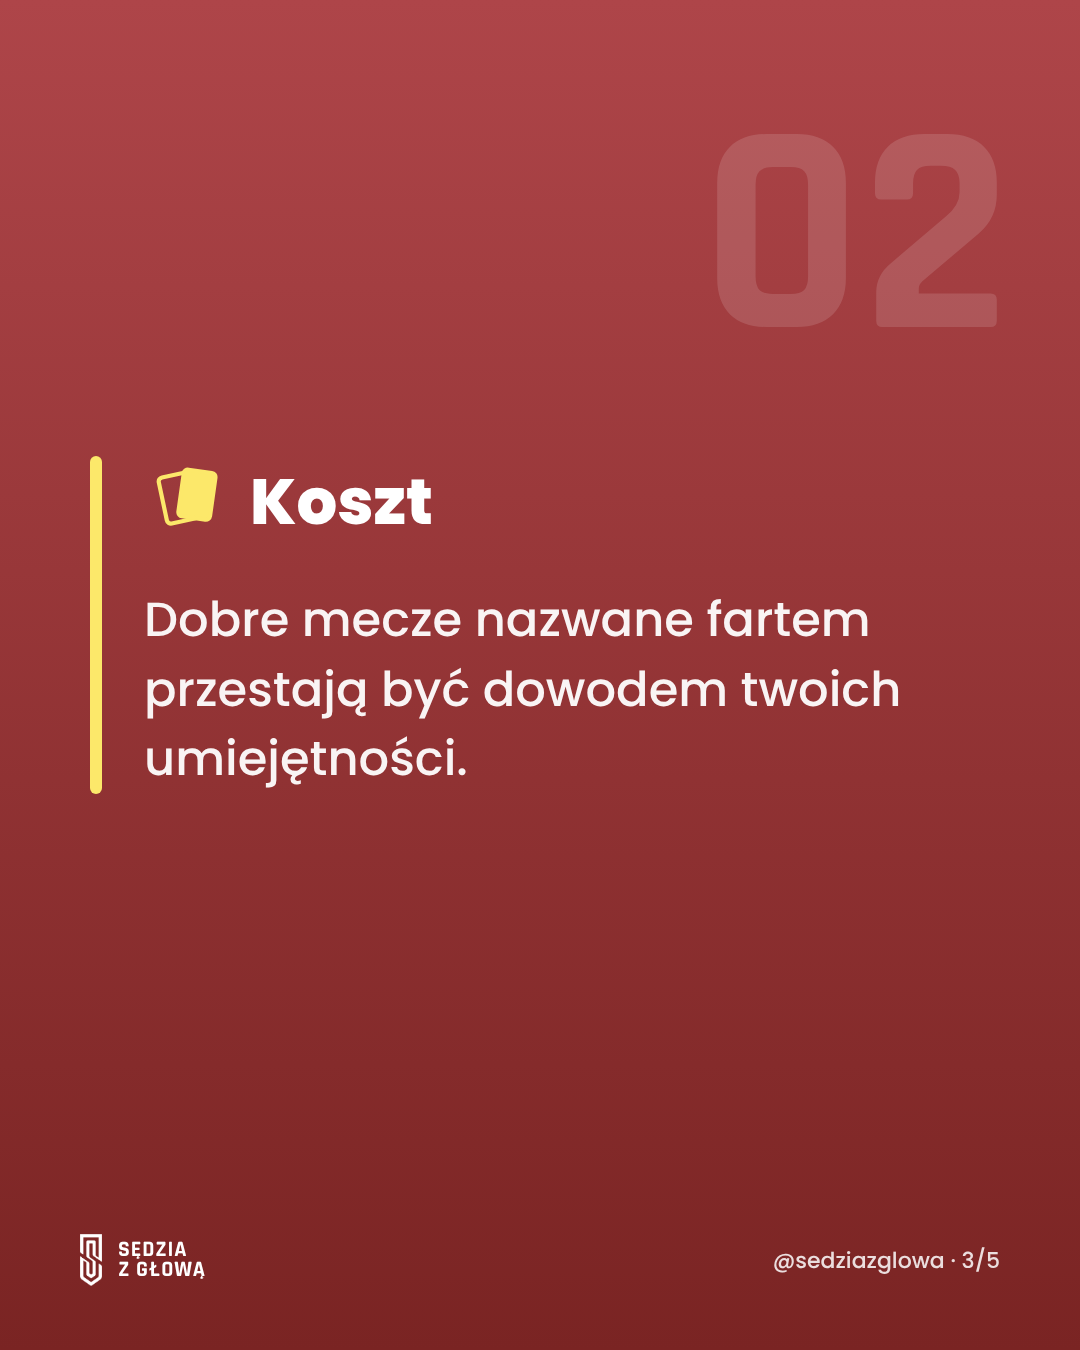 02
Koszt
Dobre mecze nazwane fartem
przestają być dowodem twoich
umiejętności.
SĘDZIA
Z GŁOWĄ
@sedziazglowa · 3/5